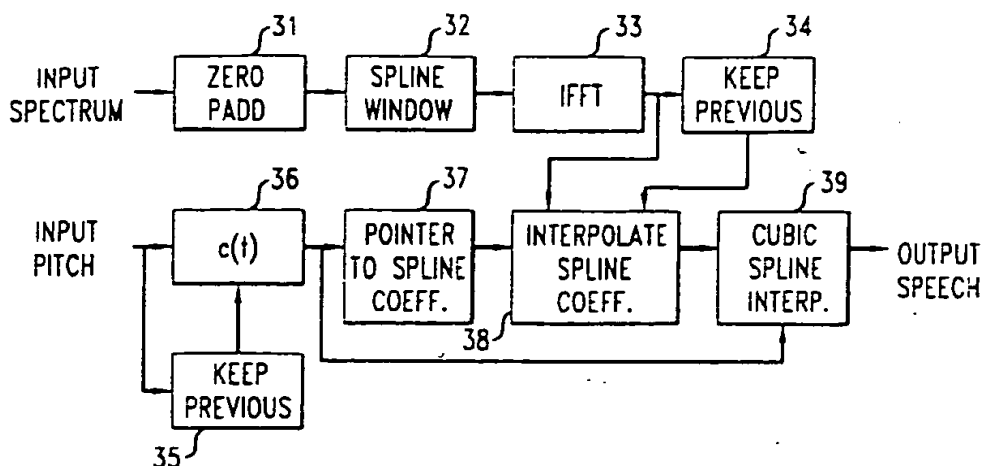 31
32
33
34
INPUT
SPECTRUM
ZERO
PADD
SPLINE
WINDOW
IFFT
KEEP
PREVIOUS
36
37
39
INPUT
PITCH
c(t)
POINTER
TO SPLINE
COEFF.
INTERPOLATE
SPLINE
COEFF.
CUBIC
SPLINE
INTERP.
OUTPUT
SPEECH
38
KEEP
PREVIOUS
35